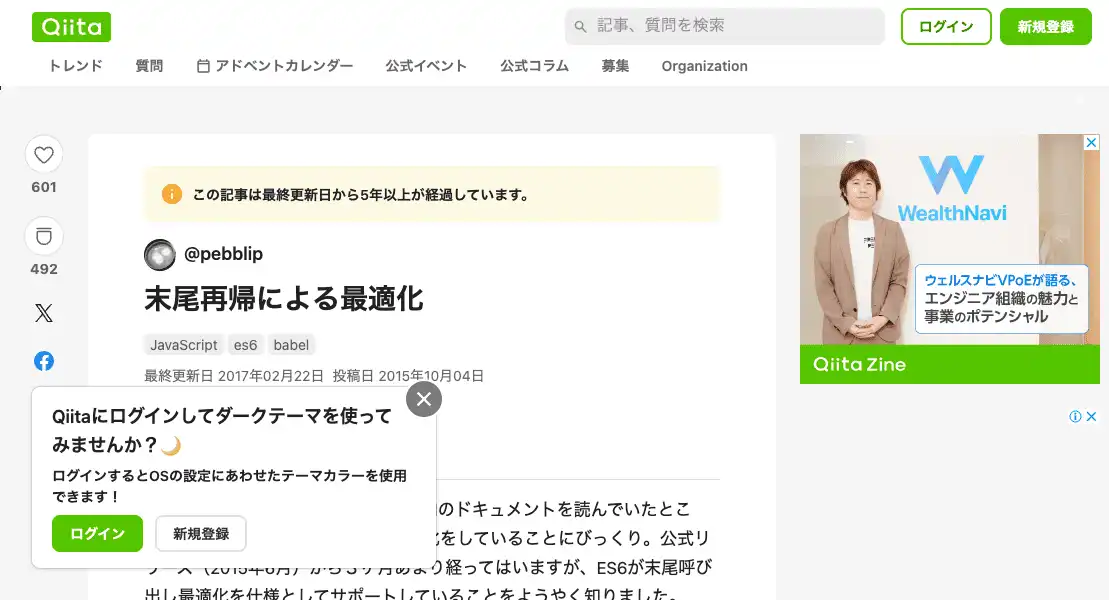 Qiita
記事、質問を検索
ログイン
新規登録
トレンド
質問
アドベントカレンダー
公式イベント
公式コラム
募集
Organization
601
492
この記事は最終更新日から5年以上が経過しています。
@pebblip
末尾再帰による最適化
JavaScript
es6
babel
最終更新日 2017年02月22日 投稿日 2015年10月04日
Qiitaにログインしてダークテーマを使って
みませんか？🌙
ログインするとOSの設定にあわせたテーマカラーを使用
できます！
ログイン
新規登録
のドキュメントを読んでいたとこ
をしていることにびっくり。公式リ
リース（2015年6月）から３ヶ月あまり経ってはいますが、ES6が末尾呼び
出し最適化を仕様としてサポートしていることをようやく知りました。
WealthNavi
ウェルスナビVPoEが語る、
エンジニア組織の魅力と
事業のポテンシャル
Qiita Zine